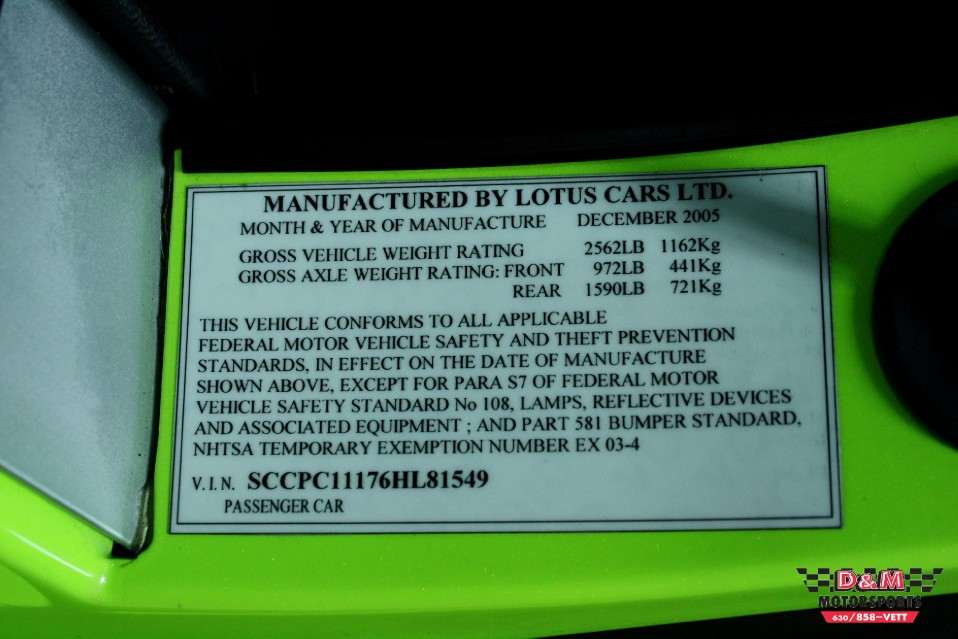 MANUFACTURED BY LOTUS CARS LTD.
MONTH & YEAR OF MANUFACTURE DECEMBER 2005
GROSS VEHICLE WEIGHT RATING 2562LB 1162Kg
GROSS AXLE WEIGHT RATING: FRONT 972LB 441Kg
REAR 1590LB 721Kg
THIS VEHICLE CONFORMS TO ALL APPLICABLE
FEDERAL MOTOR VEHICLE SAFETY AND THEFT PREVENTION
STANDARDS, IN EFFECT ON THE DATE OF MANUFACTURE
SHOWN ABOVE, EXCEPT FOR PARA S7 OF FEDERAL MOTOR
VEHICLE SAFETY STANDARD No 108, LAMPS, REFLECTIVE DEVICES
AND ASSOCIATED EQUIPMENT ; AND PART 581 BUMPER STANDARD,
NHTSA TEMPORARY EXEMPTION NUMBER EX 03-4
V. I. N. SCCPC11176HL81549
PASSENGER CAR
D&M
MOTORSPORTS
630/858-VETT